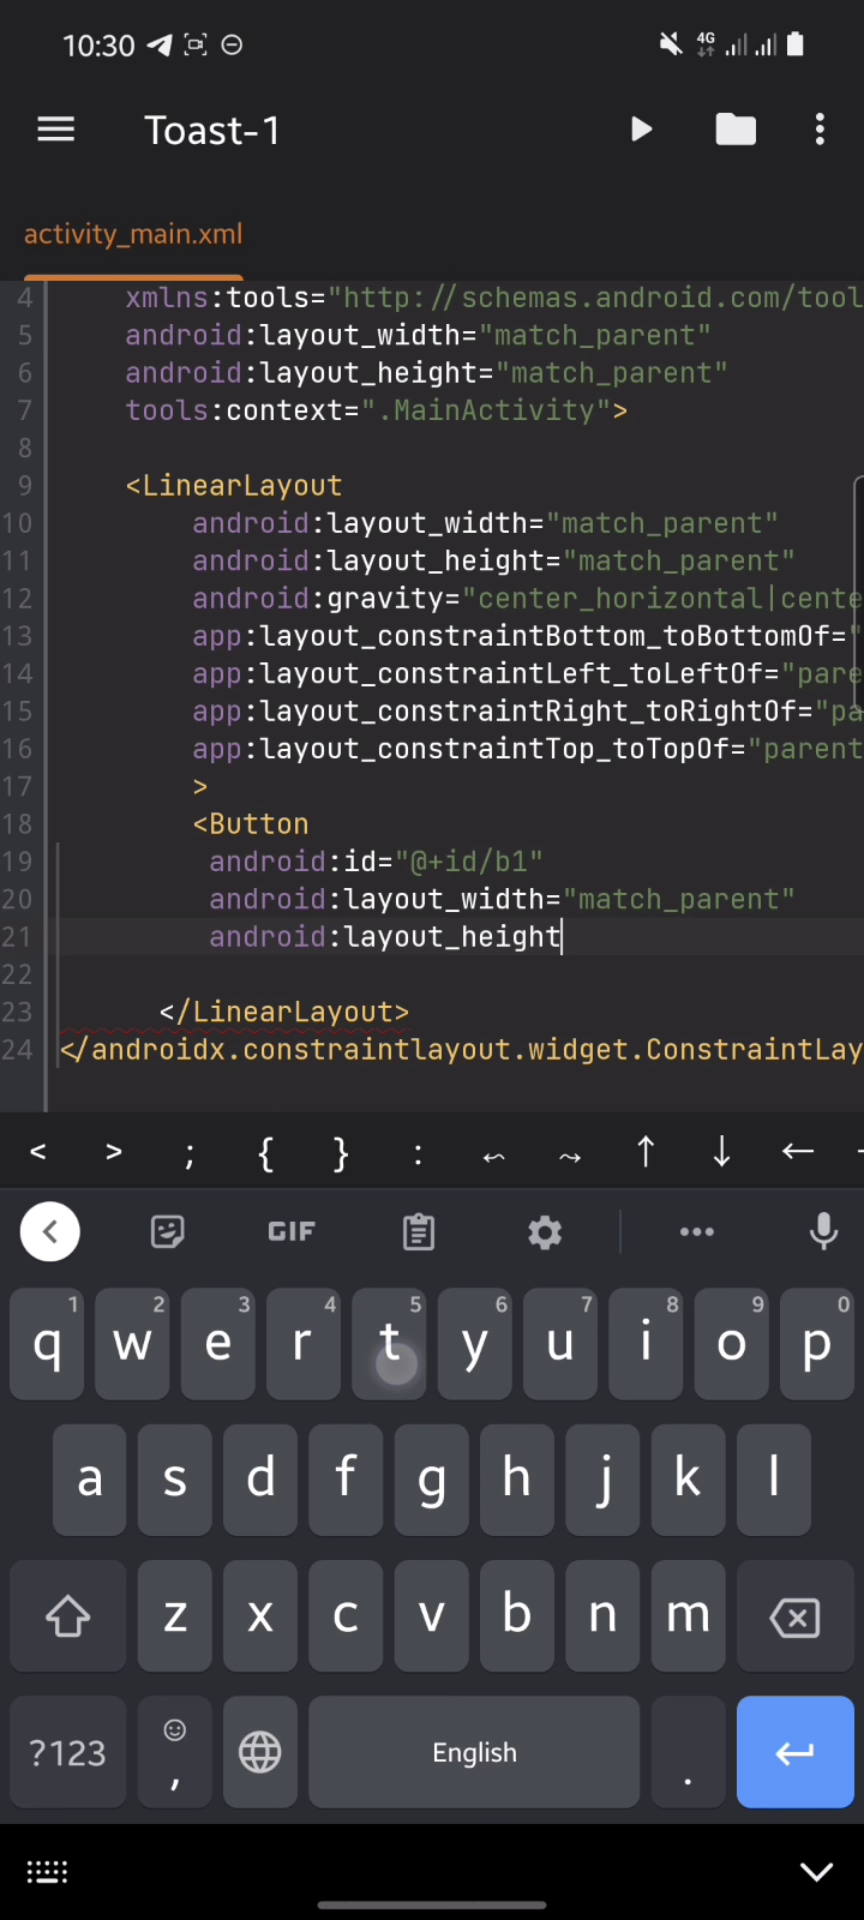 10:30 4G
Toast-1
activity_main.xml
4 xmlns:tools="http://schemas.android.com/tool
5 android:layout_width="match_parent"
6 android:layout_height="match_parent"
7 tools:context=".MainActivity">
8
9 <LinearLayout
10 android:layout_width="match_parent"
11 android:layout_height="match_parent"
12 android:gravity="center_horizontal|cente
13 app:layout_constraintBottom_toBottomOf="
14 app:layout_constraintLeft_toLeftOf="pare
15 app:layout_constraintRight_toRightOf="pa
16 app:layout_constraintTop_toTopOf="parent
17 >
18 <Button
19 android:id="@+id/b1"
20 android:layout_width="match_parent"
21 android:layout_height
22
23 </LinearLayout>
24 </androidx.constraintlayout.widget.ConstraintLay
< > ; { } : ↜ ⤳ ↑ ↓ ←
GIF
1 2 3 4 5 6 7 8 9 0
q w e r t y u i o p
a s d f g h j k l
z x c v b n m
?123 , English .